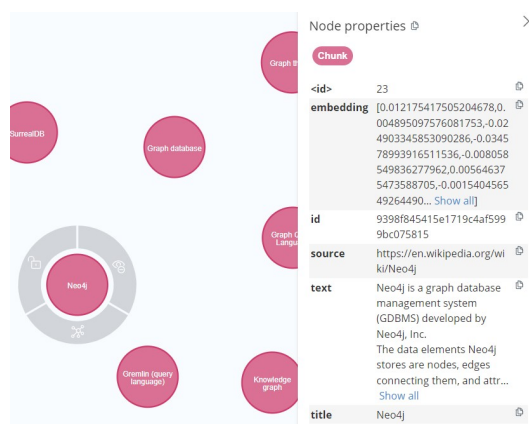 Graph th
SurrealDB
Graph database
Graph Q
Langu
Neo4j
Gremlin (query
language)
Knowledge
graph
Node properties
Chunk
<id> 23
embedding [0.012175417505204678,0.
004895097576081753,-0.02
4903345853090286,-0.0345
78993916511536,-0.008058
549836277962,0.00564637
5473588705,-0.0015404565
49264490... Show all]
id 9398f845415e1719c4af599
9bc075815
source https://en.wikipedia.org/wi
ki/Neo4j
text Neo4j is a graph database
management system
(GDBMS) developed by
Neo4j, Inc.
The data elements Neo4j
stores are nodes, edges
connecting them, and attr...
Show all
title Neo4j